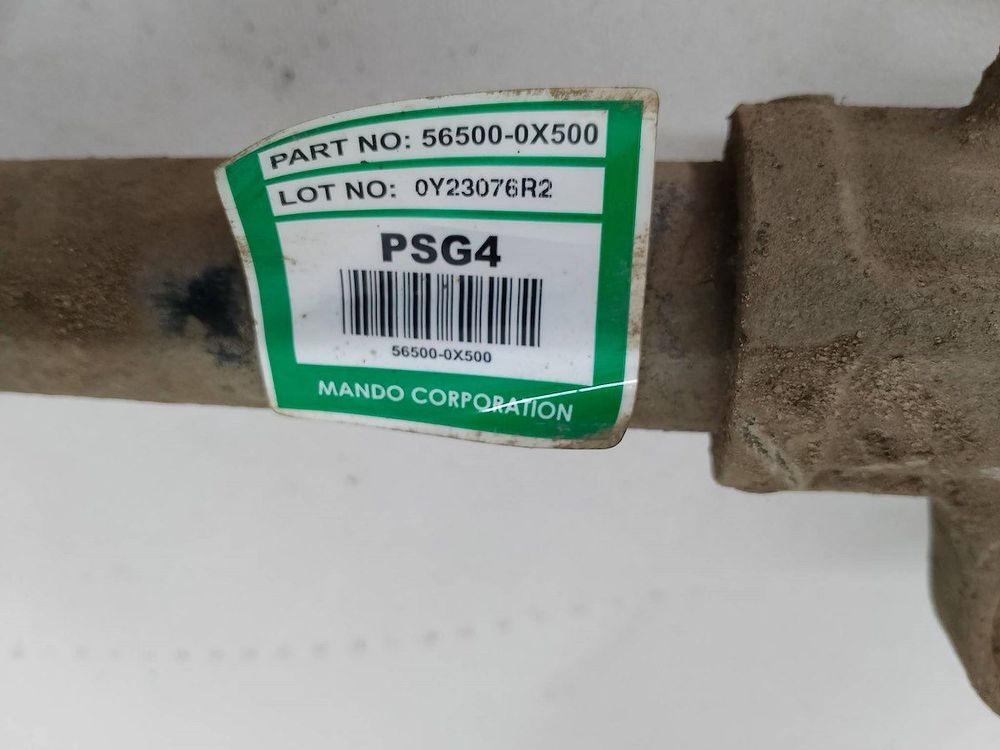 PART NO: 56500-0X500
LOT NO: 0Y23076R2
PSG4
56500-0X500
MANDO CORPORATION